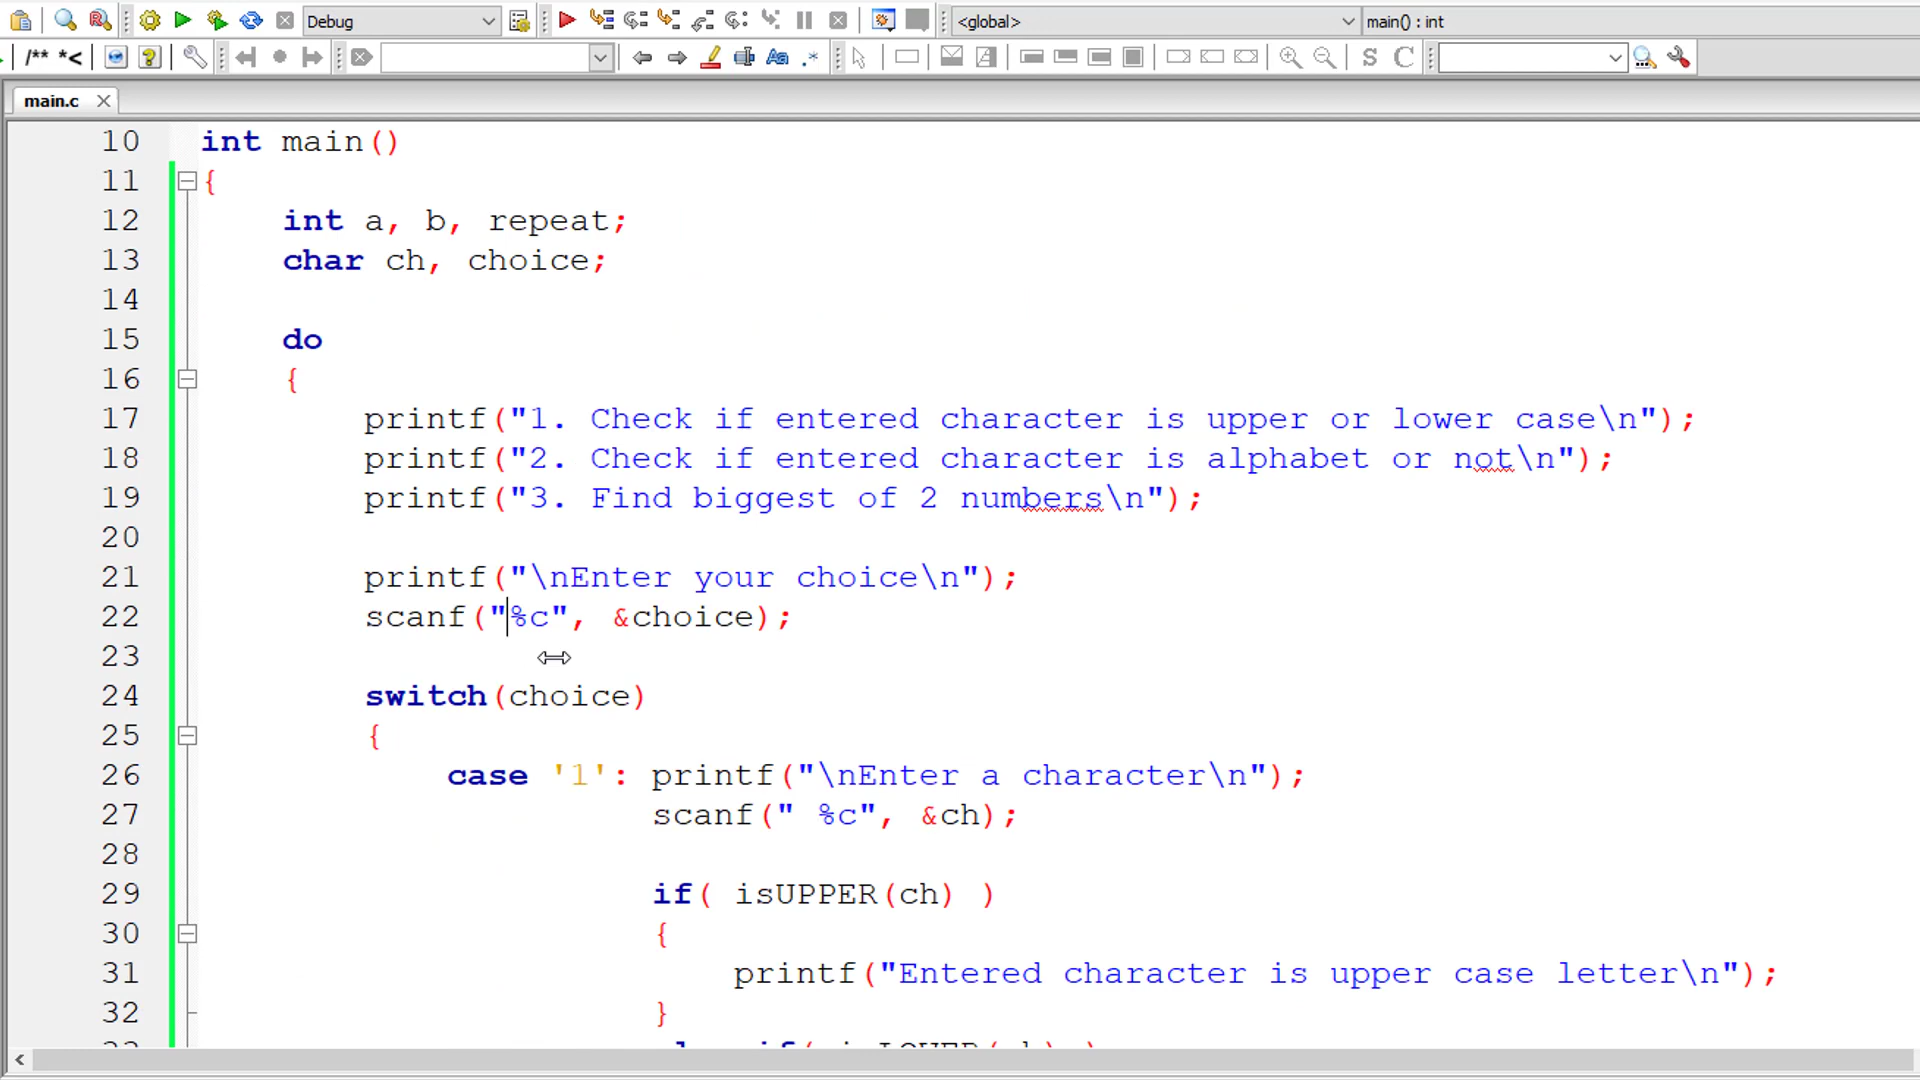 Debug
<global>
main() : int
/** *<
Aa
.*
S
C
main.c
10 int main()
11 {
12 int a, b, repeat;
13 char ch, choice;
14
15 do
16 {
17 printf("1. Check if entered character is upper or lower case\n");
18 printf("2. Check if entered character is alphabet or not\n");
19 printf("3. Find biggest of 2 numbers\n");
20
21 printf("\nEnter your choice\n");
22 scanf("%c", &choice);
23
24 switch(choice)
25 {
26 case '1': printf("\nEnter a character\n");
27 scanf(" %c", &ch);
28
29 if( isUPPER(ch) )
30 {
31 printf("Entered character is upper case letter\n");
32 }